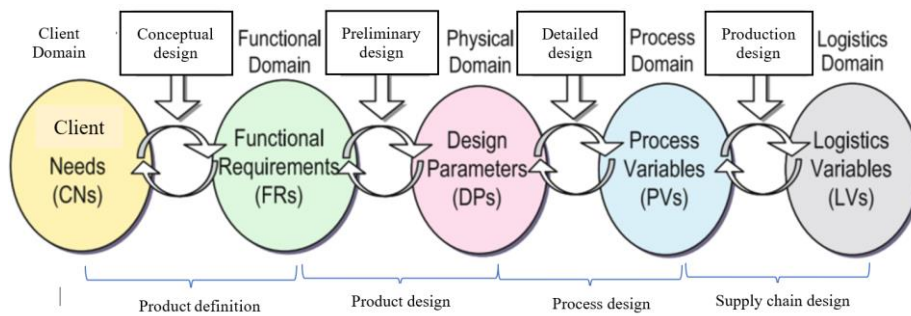 Client
Domain
Conceptual
design
Functional
Domain
Preliminary
design
Physical
Domain
Detailed
design
Process
Domain
Production
design
Logistics
Domain
Client
Needs
(CNs)
Functional
Requirements
(FRs)
Design
Parameters
(DPs)
Process
Variables
(PVs)
Logistics
Variables
(LVs)
Product definition
Product design
Process design
Supply chain design